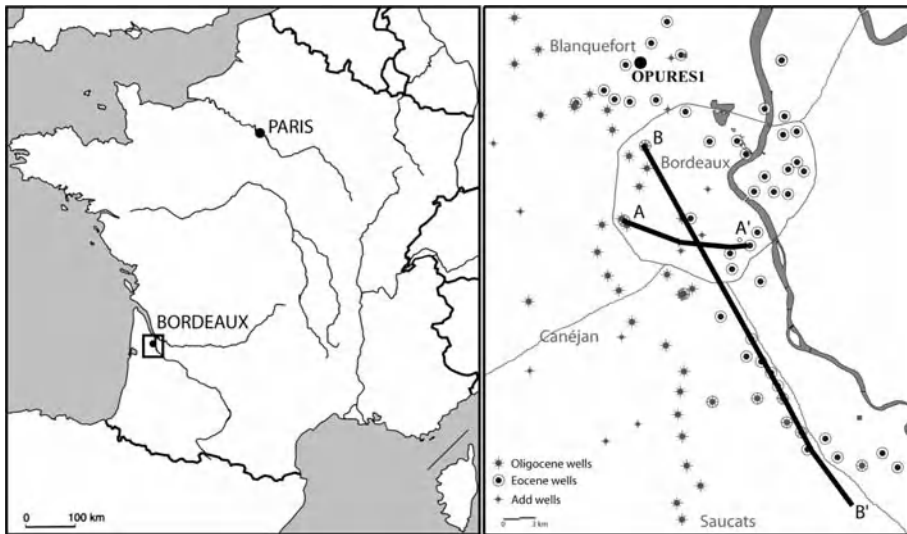 PARIS
BORDEAUX
0 100 km
Blanquefort
OPURES1
B
Bordeaux
A
A'
Canéjan
Oligocene wells
Eocene wells
Add wells
Saucats
B'